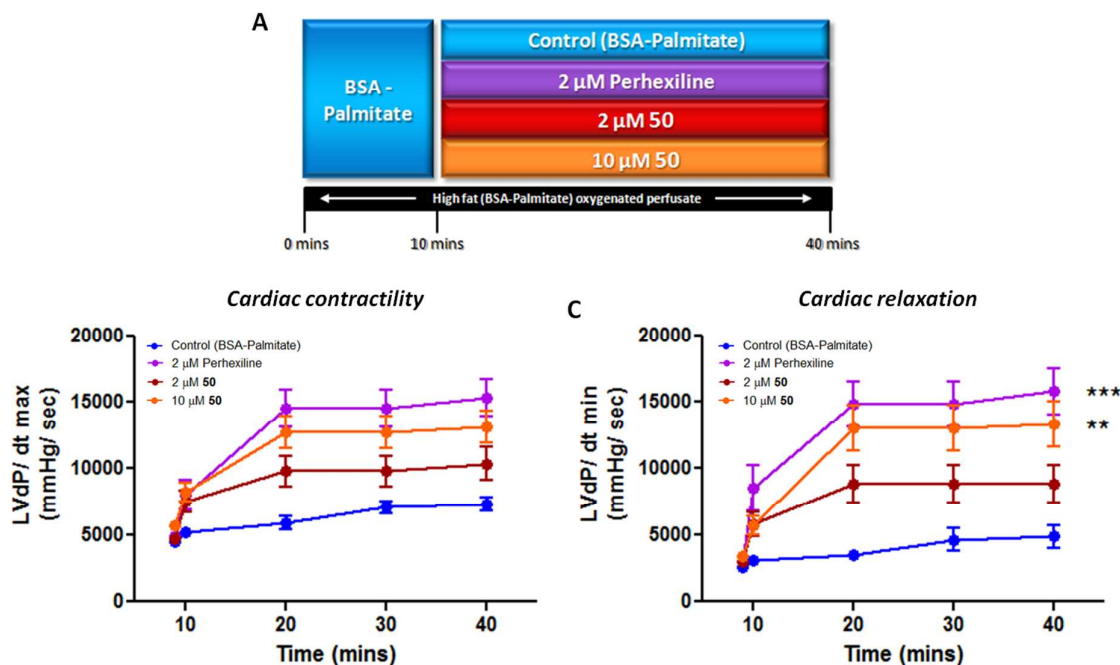 A
BSA -
Palmitate
Control (BSA-Palmitate)
2 µM Perhexiline
2 µM 50
10 µM 50
High fat (BSA-Palmitate) oxygenated perfusate
0 mins
10 mins
40 mins
Cardiac contractility
20000
15000
10000
5000
0
LVdP/ dt max
(mmHg/ sec)
Control (BSA-Palmitate)
2 µM Perhexiline
2 µM 50
10 µM 50
10
20
30
40
Time (mins)
C
Cardiac relaxation
20000
15000
10000
5000
0
LVdP/ dt min
(mmHg/ sec)
Control (BSA-Palmitate)
2 µM Perhexiline
2 µM 50
10 µM 50
***
**
10
20
30
40
Time (mins)